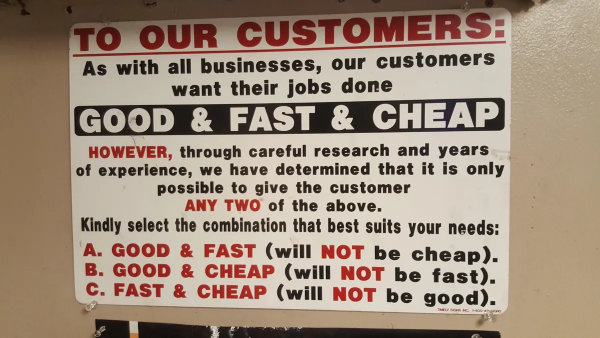 TO OUR CUSTOMERS:
As with all businesses, our customers
want their jobs done
GOOD & FAST & CHEAP
HOWEVER, through careful research and years
of experience, we have determined that it is only
possible to give the customer
ANY TWO of the above.
Kindly select the combination that best suits your needs:
A. GOOD & FAST (will NOT be cheap).
B. GOOD & CHEAP (will NOT be fast).
C. FAST & CHEAP (will NOT be good).